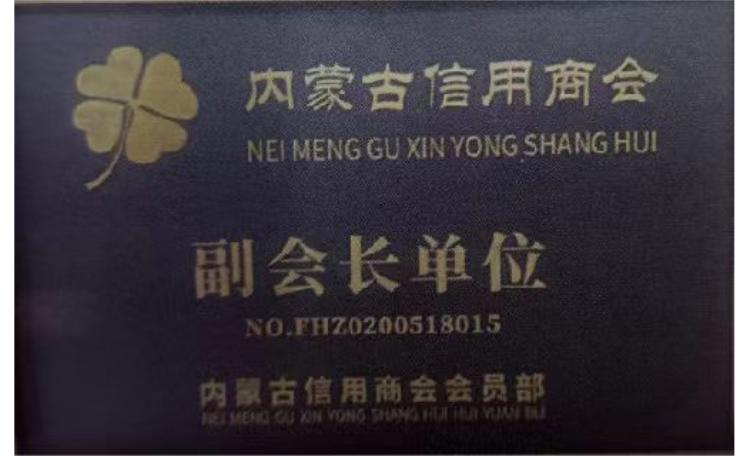 内蒙古信用商会
NEI MENG GU XIN YONG SHANG HUI
副会长单位
NO.FHZ0200518015
内蒙古信用商会会员部
NEI MENG GU XIN YONG SHANG HUI HUI YUAN BU